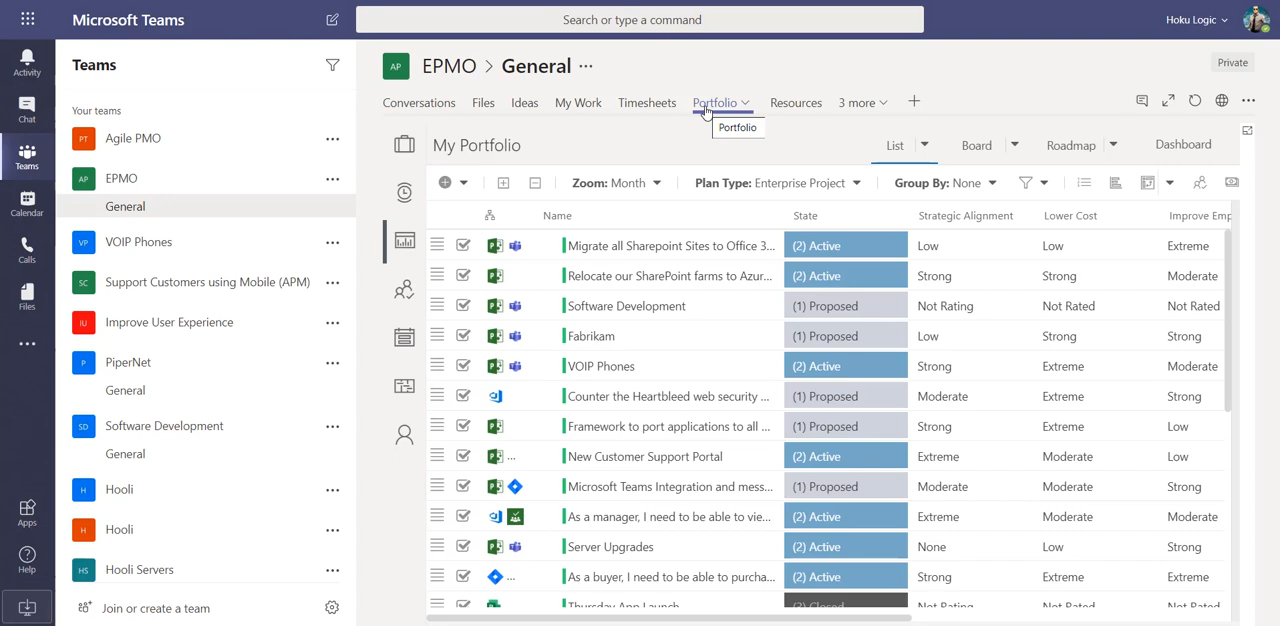 Microsoft Teams
Search or type a command
Hoku Logic
Activity
Chat
Teams
Calendar
Calls
Files
Apps
Help
Teams
Your teams
PT Agile PMO
AP EPMO
General
VP VOIP Phones
SC Support Customers using Mobile (APM)
IU Improve User Experience
P PiperNet
General
SD Software Development
General
H Hooli
H Hooli
HS Hooli Servers
Join or create a team
AP EPMO > General
Private
Conversations Files Ideas My Work Timesheets Portfolio Resources 3 more
Portfolio
My Portfolio List Board Roadmap Dashboard
Zoom: Month Plan Type: Enterprise Project Group By: None
Name State Strategic Alignment Lower Cost Improve Emp
Migrate all Sharepoint Sites to Office 3... (2) Active Low Low Extreme
Relocate our SharePoint farms to Azur... (2) Active Strong Strong Moderate
Software Development (1) Proposed Not Rating Not Rated Not Rated
Fabrikam (1) Proposed Low Strong Strong
VOIP Phones (2) Active Strong Extreme Moderate
Counter the Heartbleed web security ... (1) Proposed Moderate Extreme Strong
Framework to port applications to all ... (1) Proposed Strong Extreme Low
New Customer Support Portal (2) Active Extreme Moderate Low
Microsoft Teams Integration and mess... (1) Proposed Moderate Moderate Strong
As a manager, I need to be able to vie... (2) Active Extreme Moderate Moderate
Server Upgrades (2) Active None Low Strong
As a buyer, I need to be able to purcha... (2) Active Strong Extreme Extreme
Thursday App Launch (3) Closed Not Rating Not Rated Not Rated